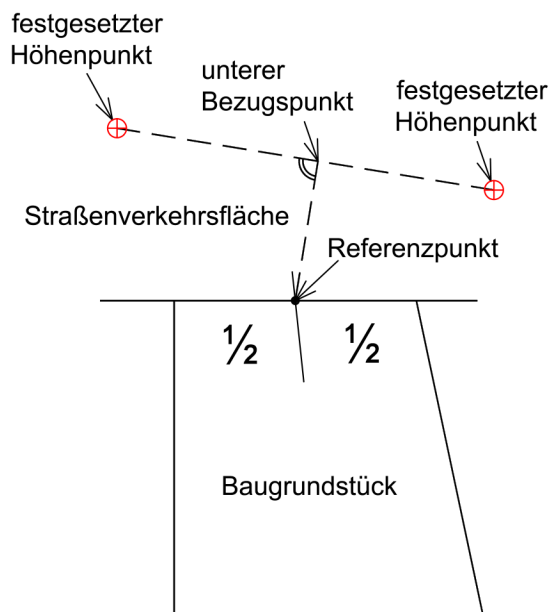 festgesetzter
Höhenpunkt
unterer
Bezugspunkt
festgesetzter
Höhenpunkt
Straßenverkehrsfläche
Referenzpunkt
½ ½
Baugrundstück